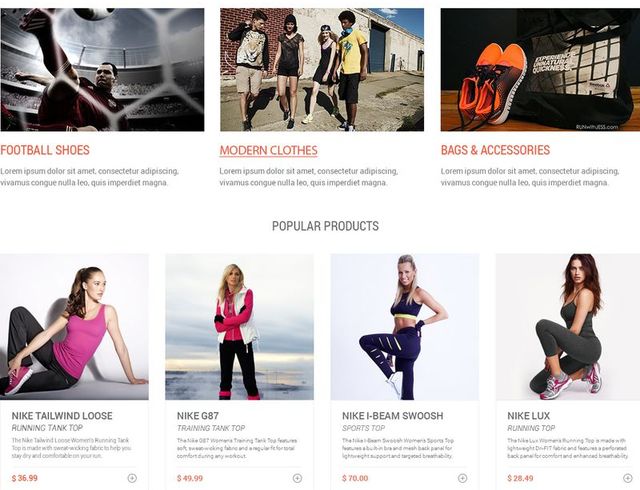 EXPERIENCE
UNNATURAL
QUICKNESS.
Reebok
RUNwithJESS.COM
FOOTBALL SHOES
MODERN CLOTHES
BAGS & ACCESSORIES
Lorem ipsum dolor sit amet, consectetur adipiscing,
vivamus congue nulla leo, quis imperdiet magna.
Lorem ipsum dolor sit amet, consectetur adipiscing,
vivamus congue nulla leo, quis imperdiet magna.
Lorem ipsum dolor sit amet, consectetur adipiscing,
vivamus congue nulla leo, quis imperdiet magna.
POPULAR PRODUCTS
NIKE TAILWIND LOOSE
RUNNING TANK TOP
The Nike Tailwind Loose Women's Running Tank
Top is made with sweat-wicking fabric to help you
stay dry and comfortable on your run.
$ 36.99
NIKE G87
TRAINING TANK TOP
The Nike G87 Women's Training Tank Top features
soft, sweat-wicking fabric and a regular fit for total
comfort during any workout.
$ 49.99
NIKE I-BEAM SWOOSH
SPORTS TOP
The Nike I-Beam Swoosh Women's Sports Top
features a built-in bra and mesh back panel for
lightweight support and targeted breathability.
$ 70.00
NIKE LUX
RUNNING TOP
The Nike Lux Women's Running Top is made with
lightweight Dri-FIT fabric and features a perforated
back panel for comfort and enhanced breathability.
$ 28.49